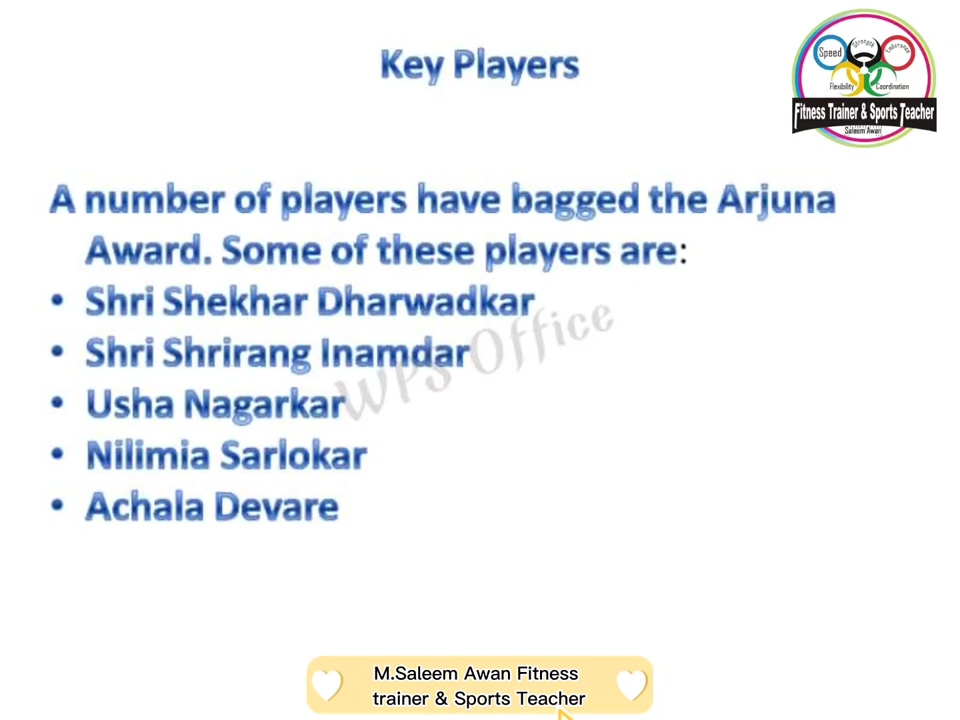 Key Players
Speed
Strength
Endurance
Flexibility
Coordination
Fitness Trainer & Sports Teacher
Saleem Awan
A number of players have bagged the Arjuna
Award. Some of these players are:
• Shri Shekhar Dharwadkar
• Shri Shrirang Inamdar
• Usha Nagarkar
• Nilimia Sarlokar
• Achala Devare
WPS Office
M.Saleem Awan Fitness
trainer & Sports Teacher